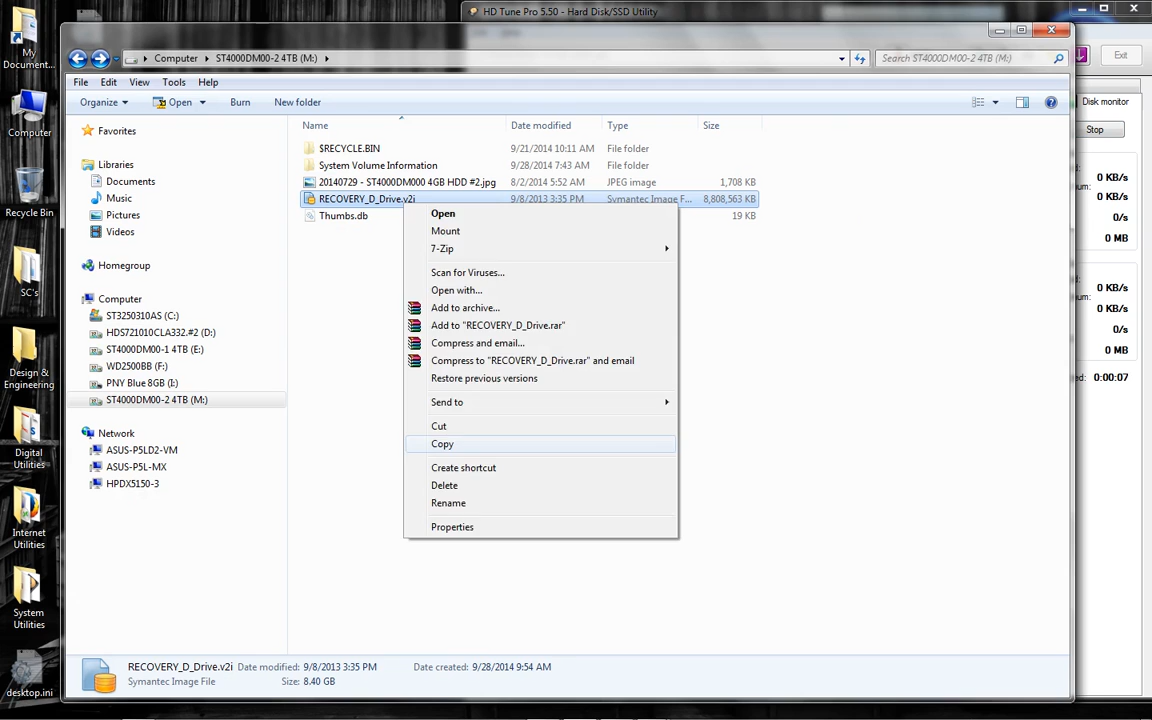 HD Tune Pro 5.50 - Hard Disk/SSD Utility
My
Documen...
Computer
Recycle Bin
SC's
Design &
Engineering
Digital
Utilities
Internet
Utilities
System
Utilities
desktop.ini
Computer
ST4000DM00-2 4TB (M:)
Search ST4000DM00-2 4TB (M:)
File Edit View Tools Help
Organize Open Burn New folder
Favorites
Libraries
Documents
Music
Pictures
Videos
Homegroup
Computer
ST3250310AS (C:)
HDS721010CLA332.#2 (D:)
ST4000DM00-1 4TB (E:)
WD2500BB (F:)
PNY Blue 8GB (I:)
ST4000DM00-2 4TB (M:)
Network
ASUS-P5LD2-VM
ASUS-P5L-MX
HPDX5150-3
Name Date modified Type Size
$RECYCLE.BIN 9/21/2014 10:11 AM File folder
System Volume Information 9/28/2014 7:43 AM File folder
20140729 - ST4000DM000 4GB HDD #2.jpg 8/2/2014 5:52 AM JPEG image 1,708 KB
RECOVERY_D_Drive.v2i 9/8/2013 3:35 PM Symantec Image F... 8,808,563 KB
Thumbs.db 19 KB
Open
Mount
7-Zip
Scan for Viruses...
Open with...
Add to archive...
Add to "RECOVERY_D_Drive.rar"
Compress and email...
Compress to "RECOVERY_D_Drive.rar" and email
Restore previous versions
Send to
Cut
Copy
Create shortcut
Delete
Rename
Properties
RECOVERY_D_Drive.v2i Date modified: 9/8/2013 3:35 PM Date created: 9/28/2014 9:54 AM
Symantec Image File Size: 8.40 GB
Exit
Disk monitor
Stop
0 KB/s
0 KB/s
0/s
0 MB
0 KB/s
0 KB/s
0/s
0 MB
0:00:07